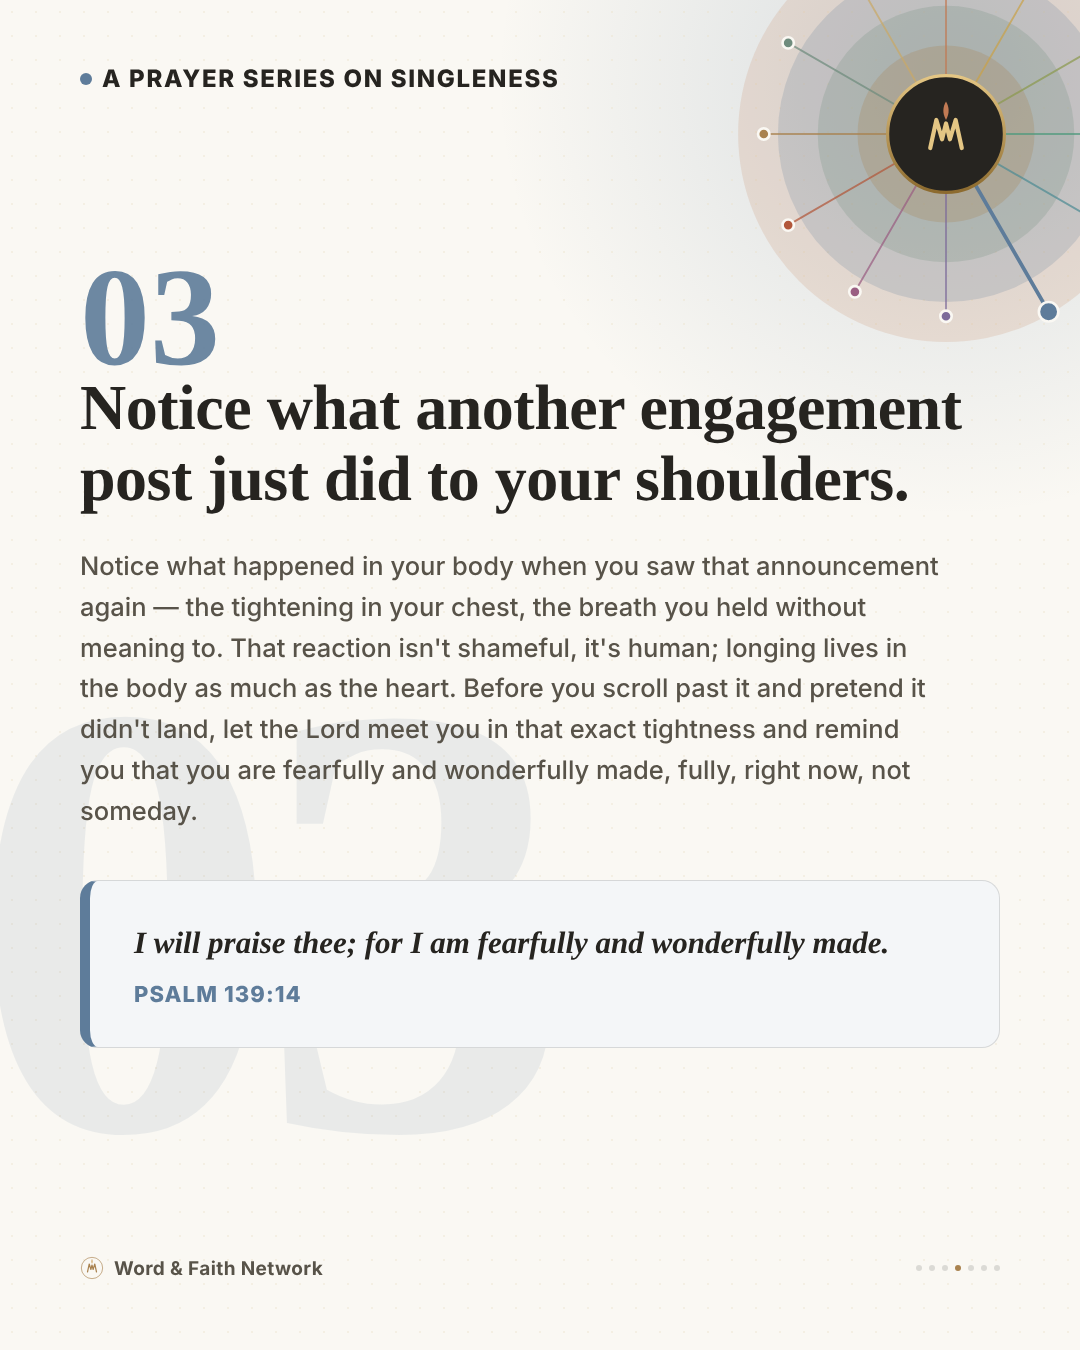 A PRAYER SERIES ON SINGLENESS
03
Notice what another engagement
post just did to your shoulders.
Notice what happened in your body when you saw that announcement
again — the tightening in your chest, the breath you held without
meaning to. That reaction isn't shameful, it's human; longing lives in
the body as much as the heart. Before you scroll past it and pretend it
didn't land, let the Lord meet you in that exact tightness and remind
you that you are fearfully and wonderfully made, fully, right now, not
someday.
03
I will praise thee; for I am fearfully and wonderfully made.
PSALM 139:14
Word & Faith Network